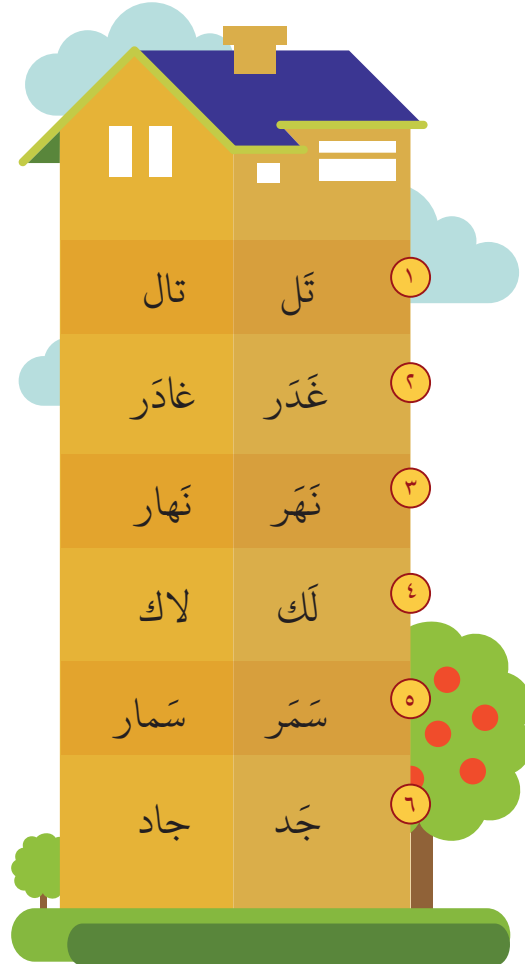 ١ تَل تال
٢ غَدَر غادَر
٣ نَهَر نَهار
٤ لَك لاك
٥ سَمَر سَمار
٦ جَد جاد